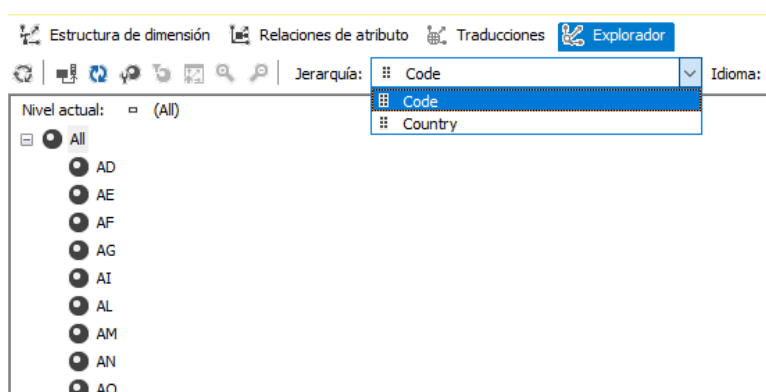 Estructura de dimensión Relaciones de atributo Traducciones Explorador
Jerarquía: Code Idioma:
Code
Country
Nivel actual: (All)
All
AD
AE
AF
AG
AI
AL
AM
AN
AO